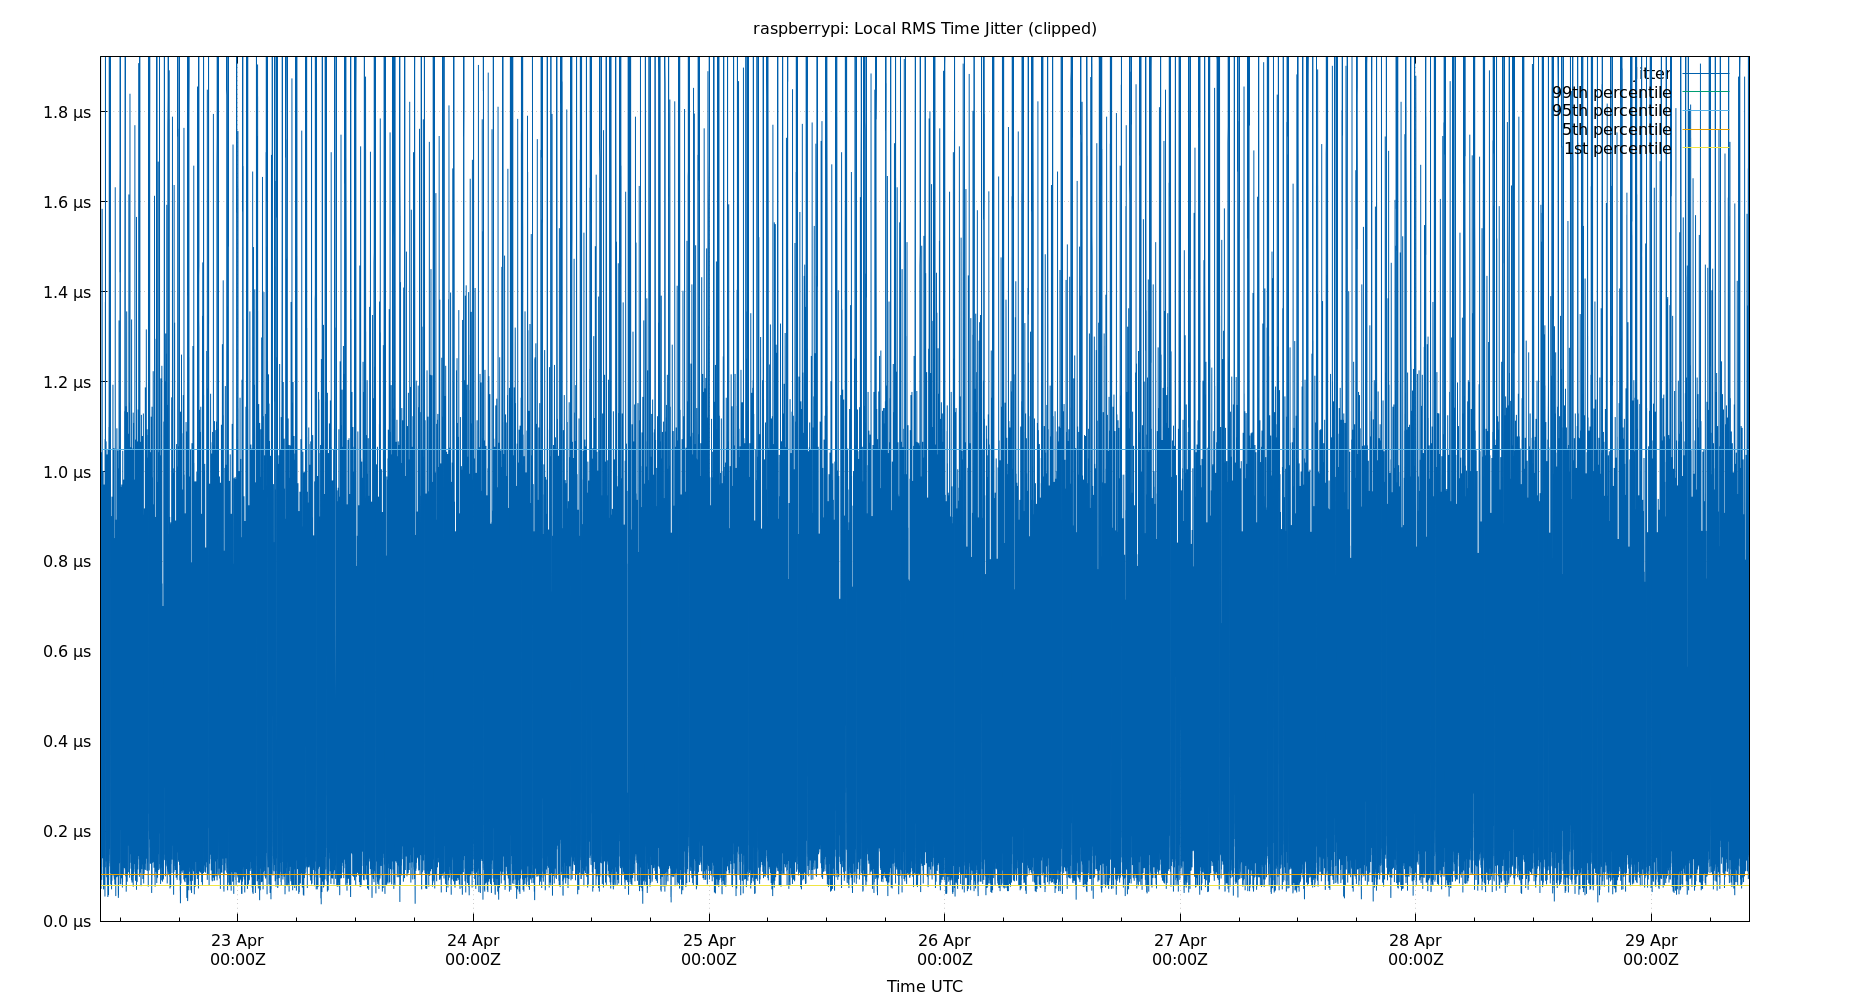 raspberrypi: Local RMS Time Jitter (clipped)
jitter
99th percentile
95th percentile
5th percentile
1st percentile
1.8 µs
1.6 µs
1.4 µs
1.2 µs
1.0 µs
0.8 µs
0.6 µs
0.4 µs
0.2 µs
0.0 µs
23 Apr 24 Apr 25 Apr 26 Apr 27 Apr 28 Apr 29 Apr
00:00Z 00:00Z 00:00Z 00:00Z 00:00Z 00:00Z 00:00Z
Time UTC